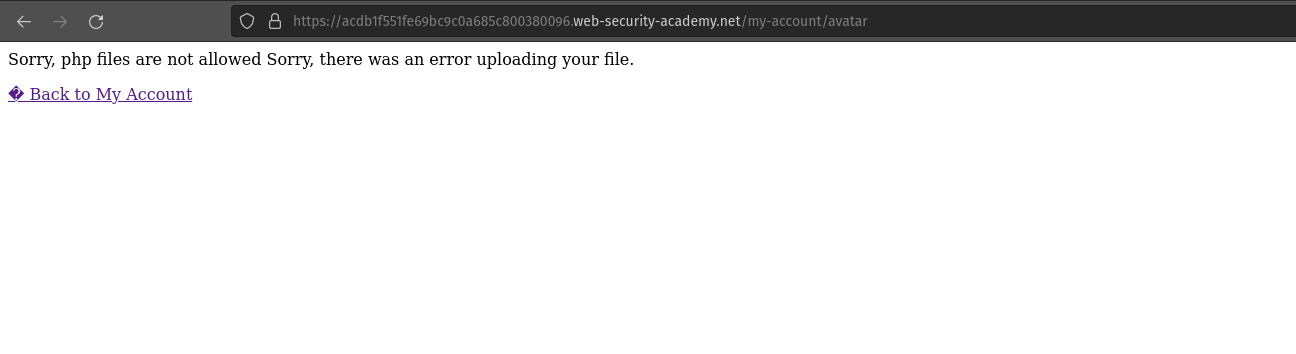 https://acdb1f551fe69bc9c0a685c800380096.web-security-academy.net/my-account/avatar
Sorry, php files are not allowed Sorry, there was an error uploading your file.
� Back to My Account